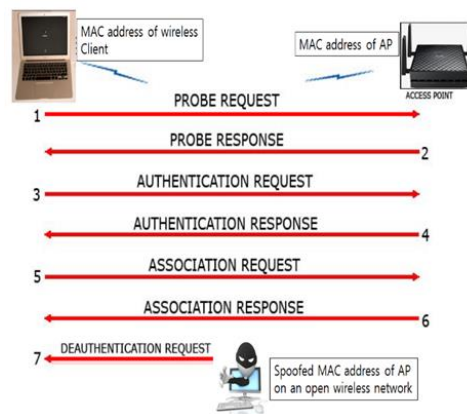 MAC address of wireless
Client
MAC address of AP
ACCESS POINT
PROBE REQUEST
1
PROBE RESPONSE
2
AUTHENTICATION REQUEST
3
AUTHENTICATION RESPONSE
4
ASSOCIATION REQUEST
5
ASSOCIATION RESPONSE
6
DEAUTHENTICATION REQUEST
7
Spoofed MAC address of AP
on an open wireless network